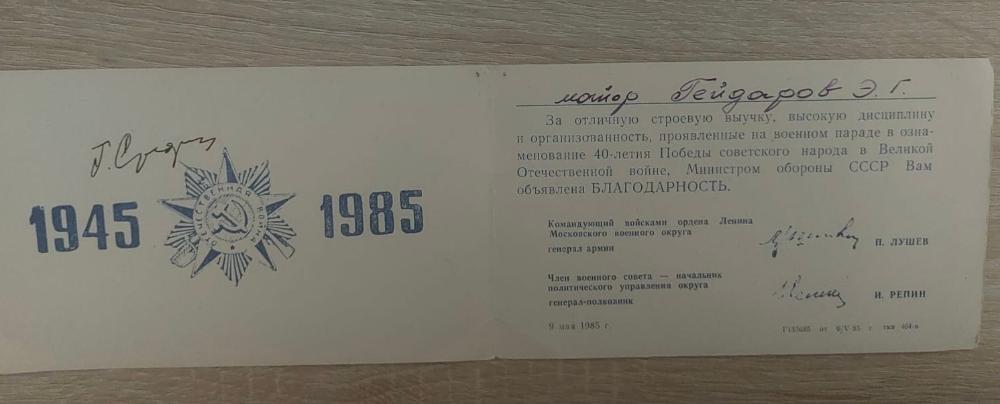 1945
ОТЕЧЕСТВЕННАЯ ВОЙНА
1985
майор Гейдаров Э. Г.
За отличную строевую выучку, высокую дисциплину
и организованность, проявленные на военном параде в озна-
менование 40-летия Победы советского народа в Великой
Отечественной войне, Министром обороны СССР Вам
объявлена БЛАГОДАРНОСТЬ.
Командующий войсками ордена Ленина
Московского военного округа
генерал армии
П. ЛУШЕВ
Член военного совета — начальник
политического управления округа
генерал-полковник
И. РЕПИН
9 мая 1985 г.